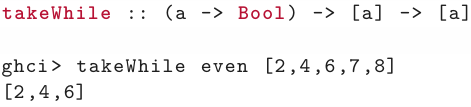 takeWhile :: (a -> Bool) -> [a] -> [a]
ghci> takeWhile even [2,4,6,7,8]
[2,4,6]